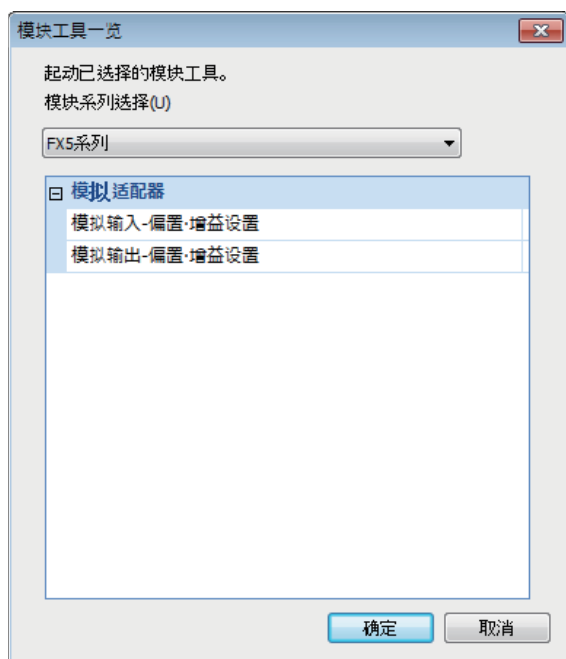 模块工具一览
起动已选择的模块工具。
模块系列选择(U)
FX5系列
模拟适配器
模拟输入-偏置·增益设置
模拟输出-偏置·增益设置
确定
取消